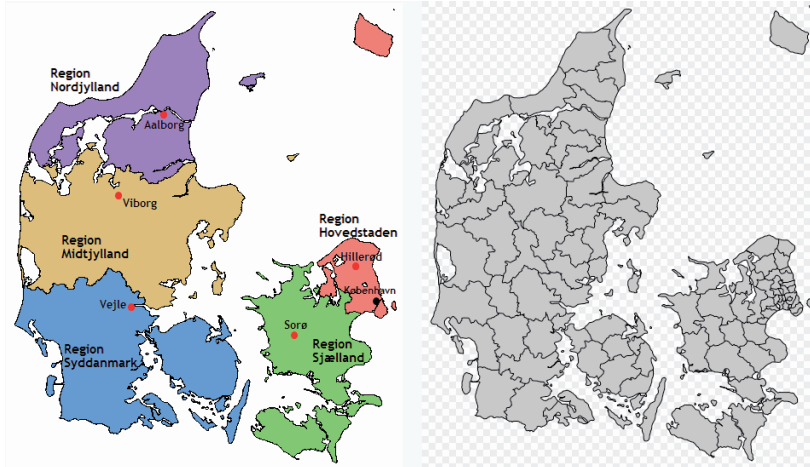 Region
Nordjylland
Aalborg
Viborg
Region
Midtjylland
Region
Hovedstaden
Hillerød
København
Vejle
Sorø
Region
Sjælland
Region
Syddanmark